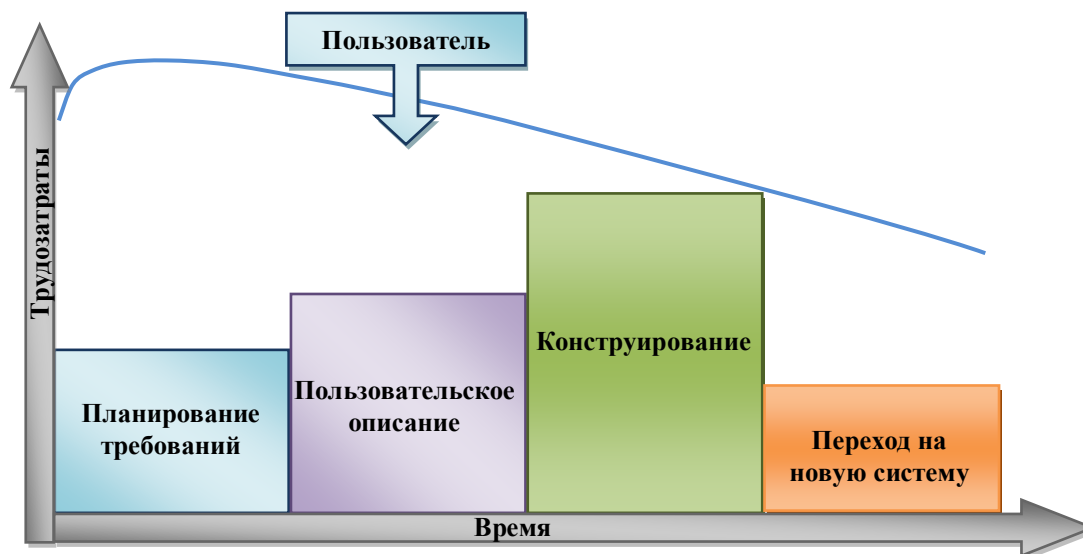 Пользователь
Трудозатраты
Конструирование
Пользовательское
описание
Планирование
требований
Переход на
новую систему
Время